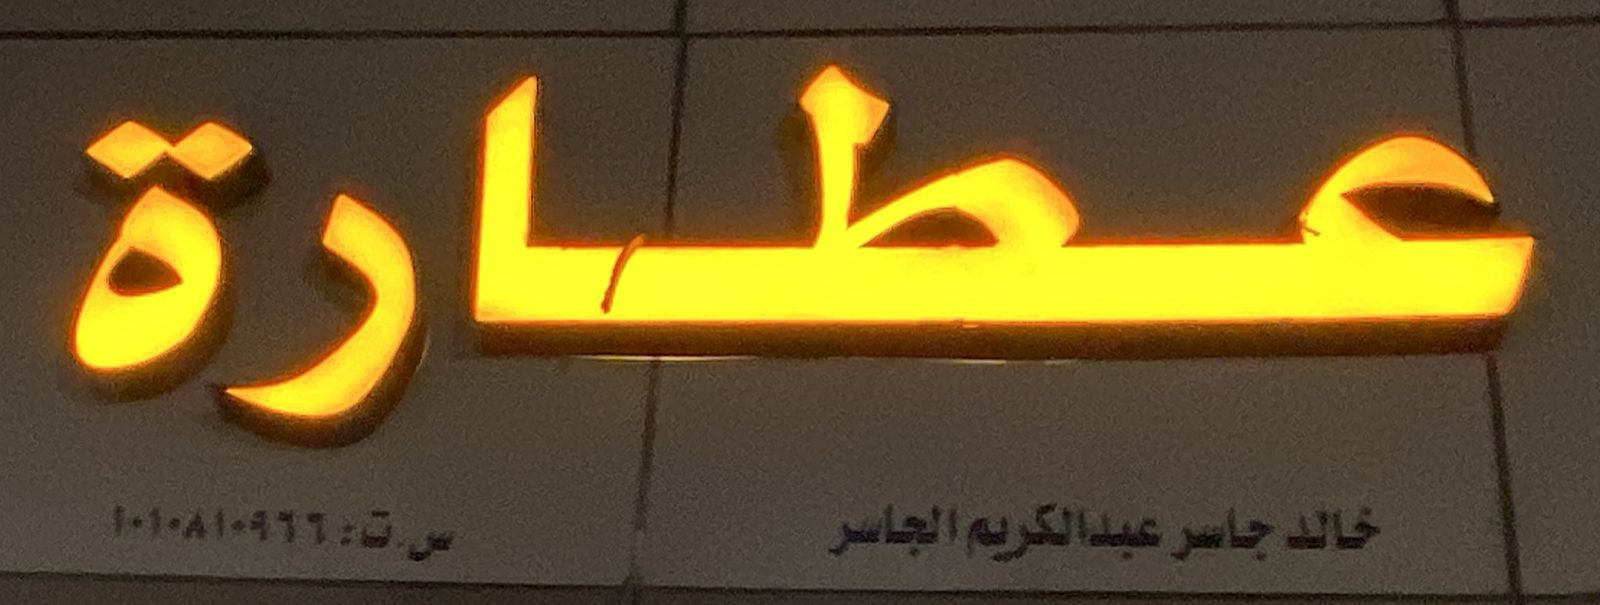 عطارة
خالد جاسر عبدالكريم الجاسر
س.ت: ١٠١٠٨١٠٩٦٦